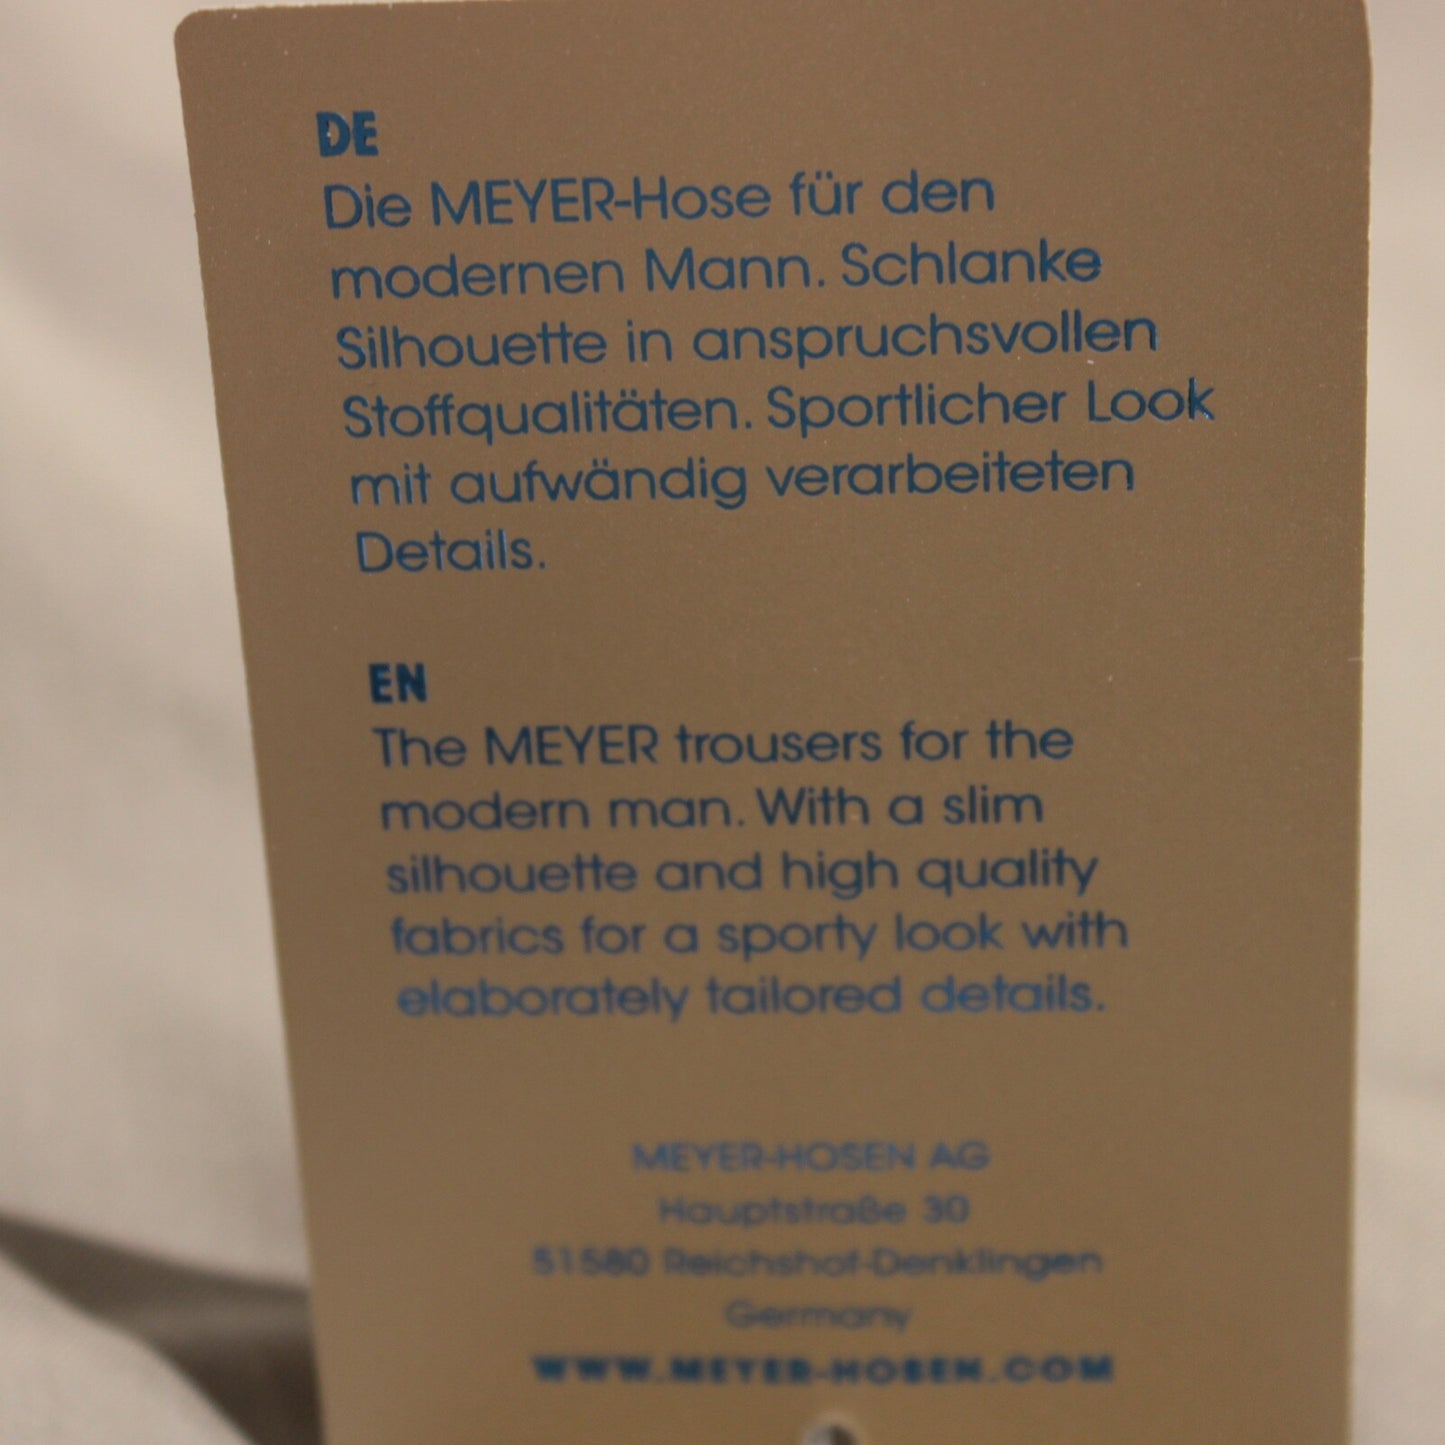 DE
Die MEYER-Hose für den
modernen Mann. Schlanke
Silhouette in anspruchsvollen
Stoffqualitäten. Sportlicher Look
mit aufwändig verarbeiteten
Details.
EN
The MEYER trousers for the
modern man. With a slim
silhouette and high quality
fabrics for a sporty look with
elaborately tailored details.
MEYER-HOSEN AG
Hauptstraße 30
51580 Reichshof-Denklingen
Germany
WWW.MEYER-HOSEN.COM